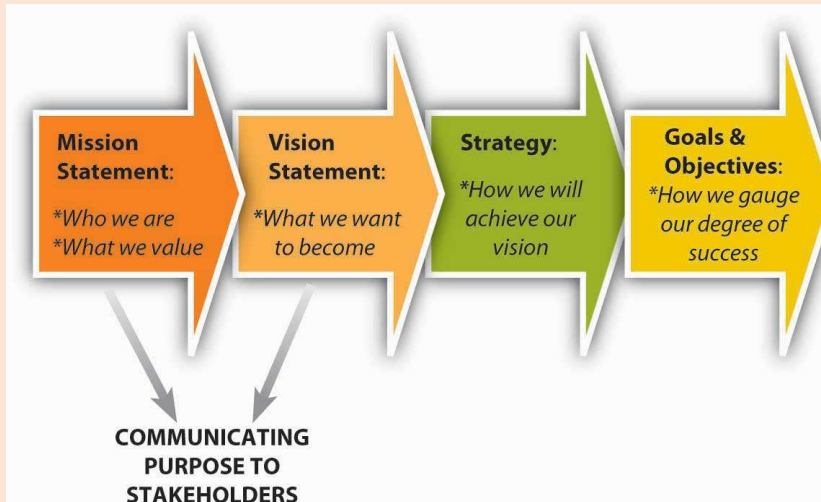 Mission
Statement:
*Who we are
*What we value
Vision
Statement:
*What we want
to become
Strategy:
*How we will
achieve our
vision
Goals &
Objectives:
*How we gauge
our degree of
success
COMMUNICATING
PURPOSE TO
STAKEHOLDERS